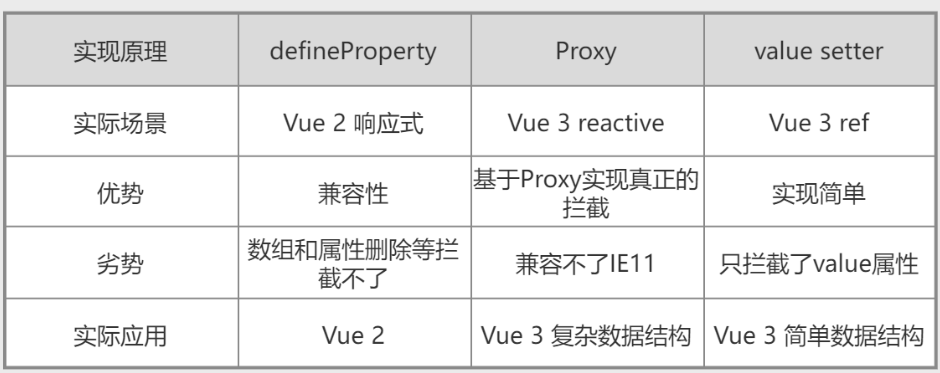 实现原理 defineProperty Proxy value setter
实际场景 Vue 2 响应式 Vue 3 reactive Vue 3 ref
优势 兼容性 基于Proxy实现真正的
拦截 实现简单
劣势 数组和属性删除等拦
截不了 兼容不了IE11 只拦截了value属性
实际应用 Vue 2 Vue 3 复杂数据结构 Vue 3 简单数据结构